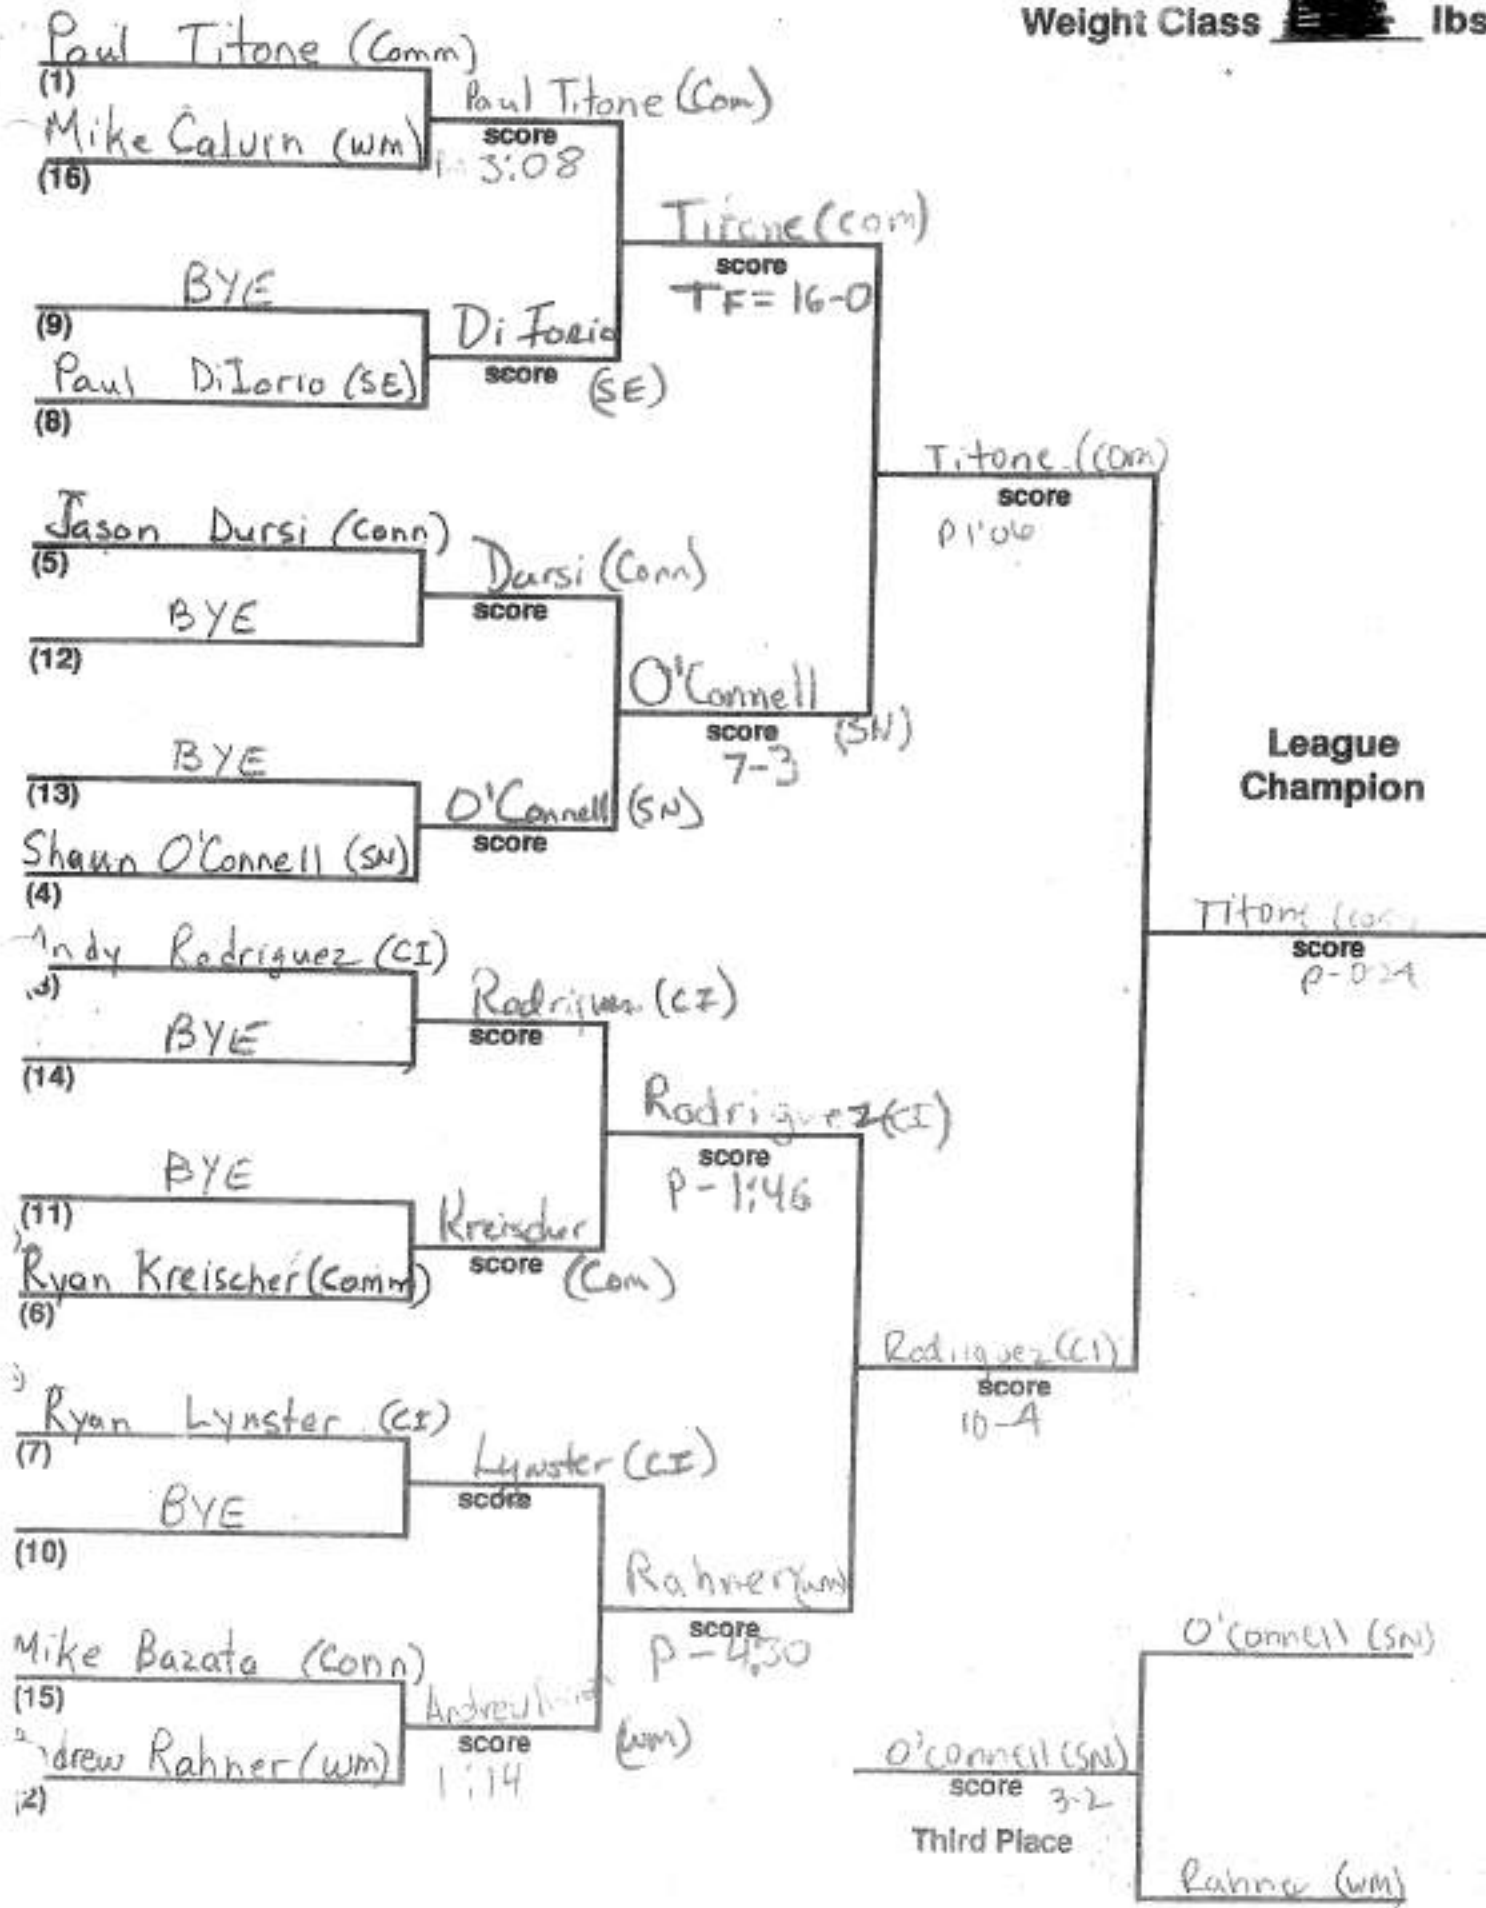 Weight Class lbs
Paul Titone (Comm)
(1)
Paul Titone (Com)
score
3:08
Mike Calurn (WM)
(16)
Titone (com)
score
TF= 16-0
BYE
(9)
Di Iorio
score
(SE)
Paul DiIorio (SE)
(8)
Titone (com)
score
P 1:06
Jason Dursi (Conn)
(5)
Dursi (Conn)
score
BYE
(12)
O'Connell
score
(SN)
7-3
BYE
(13)
O'Connell (SN)
score
Shaun O'Connell (SN)
(4)
League
Champion
Titone
score
Rodriguez (CI)
Rodriguez (CI)
score
BYE
(14)
Rodriguez (CI)
score
P-1:46
BYE
(11)
Kreischer
score
(Com)
Ryan Kreischer (Comm)
(6)
Rodriguez (CI)
score
10-4
Ryan Lynster (CI)
(7)
Lynster (CI)
score
BYE
(10)
Rahner (wm)
score
P-4:30
Mike Bazata (Conn)
(15)
Andrew
score
(WM)
1:14
drew Rahner (WM)
2)
O'Connell (SN)
O'Connell (SN)
score
3-2
Third Place
Rahner (WM)